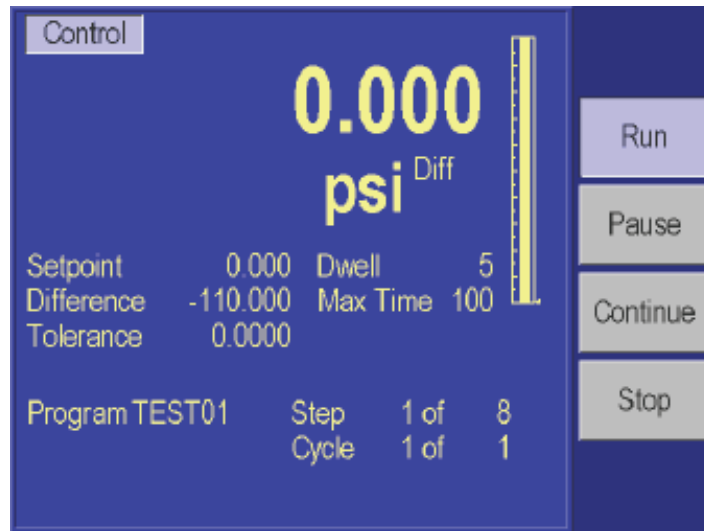 Control
0.000
psi Diff
Setpoint 0.000 Dwell 5
Difference -110.000 Max Time 100
Tolerance 0.0000
Program TEST01 Step 1 of 8
Cycle 1 of 1
Run
Pause
Continue
Stop